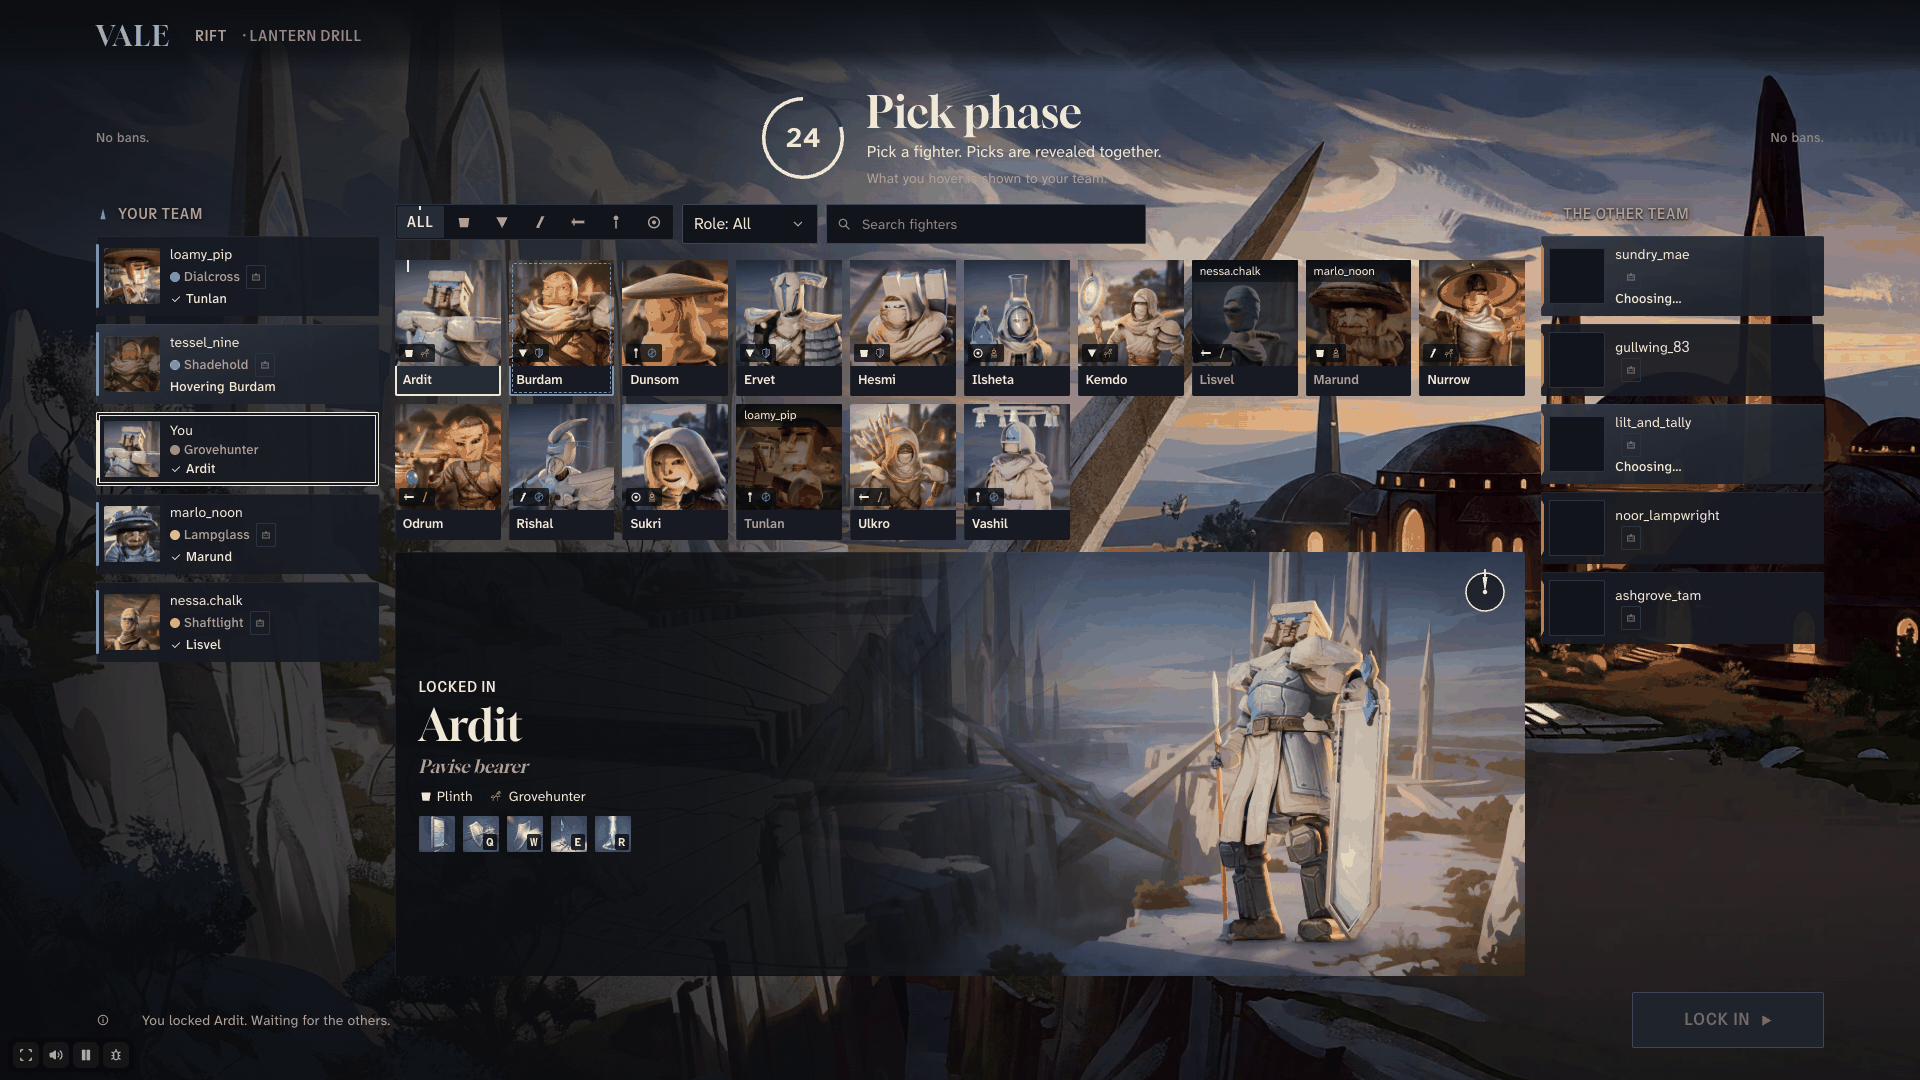 VALE RIFT · LANTERN DRILL
No bans.
24
Pick phase
Pick a fighter. Picks are revealed together.
What you hover is shown to your team.
No bans.
YOUR TEAM
loamy_pip
Dialcross
Tunlan
tessel_nine
Shadehold
Hovering Burdam
You
Grovehunter
Ardit
marlo_noon
Lampglass
Marund
nessa.chalk
Shaftlight
Lisvel
ALL
Role: All
Search fighters
Ardit
Burdam
Dunsom
Ervet
Hesmi
Ilsheta
Kemdo
nessa.chalk
Lisvel
marlo_noon
Marund
Nurrow
Odrum
Rishal
Sukri
loamy_pip
Tunlan
Ulkro
Vashil
LOCKED IN
Ardit
Pavise bearer
Plinth Grovehunter
Q W E R
THE OTHER TEAM
sundry_mae
Choosing...
gullwing_83
lilt_and_tally
Choosing...
noor_lampwright
ashgrove_tam
You locked Ardit. Waiting for the others.
LOCK IN